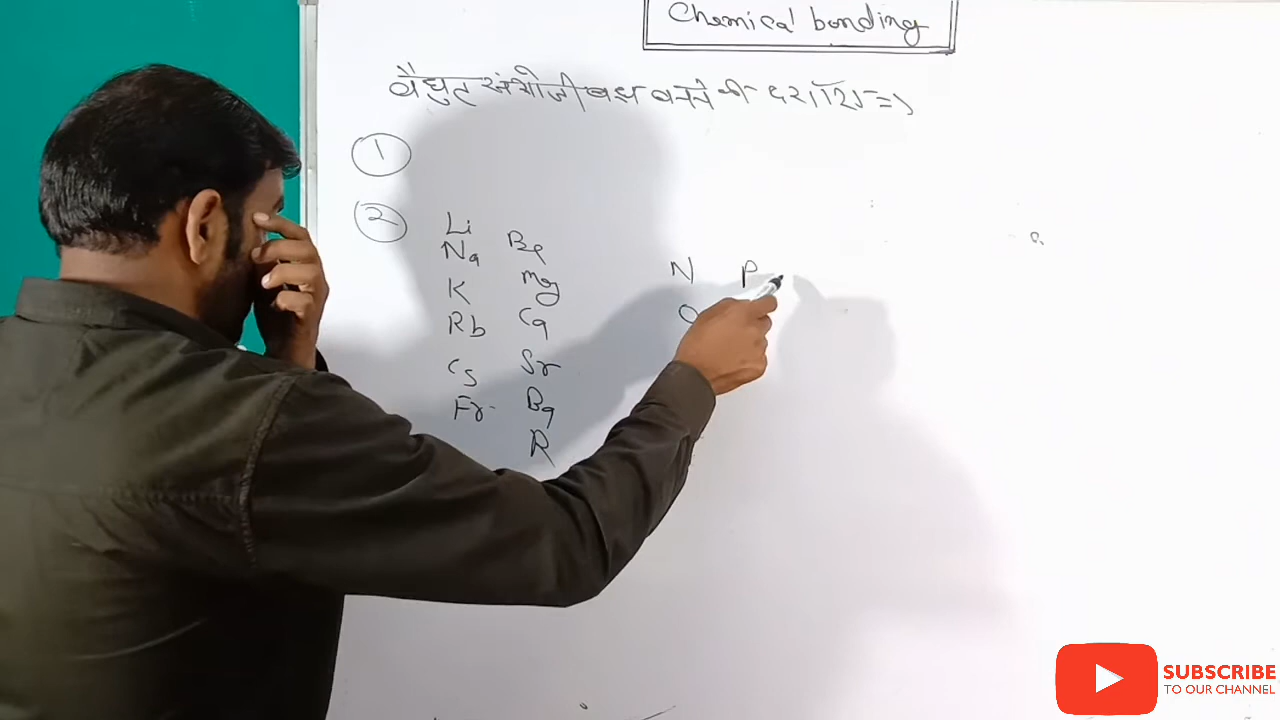 Chemical bonding
वैधुत संयोजी बन्ध बनने की दशाएँ =>
1
2
Li
Na Be
K Mg
Rb Ca
Cs Sr
Fr Ba
R
N P
O
SUBSCRIBE
TO OUR CHANNEL